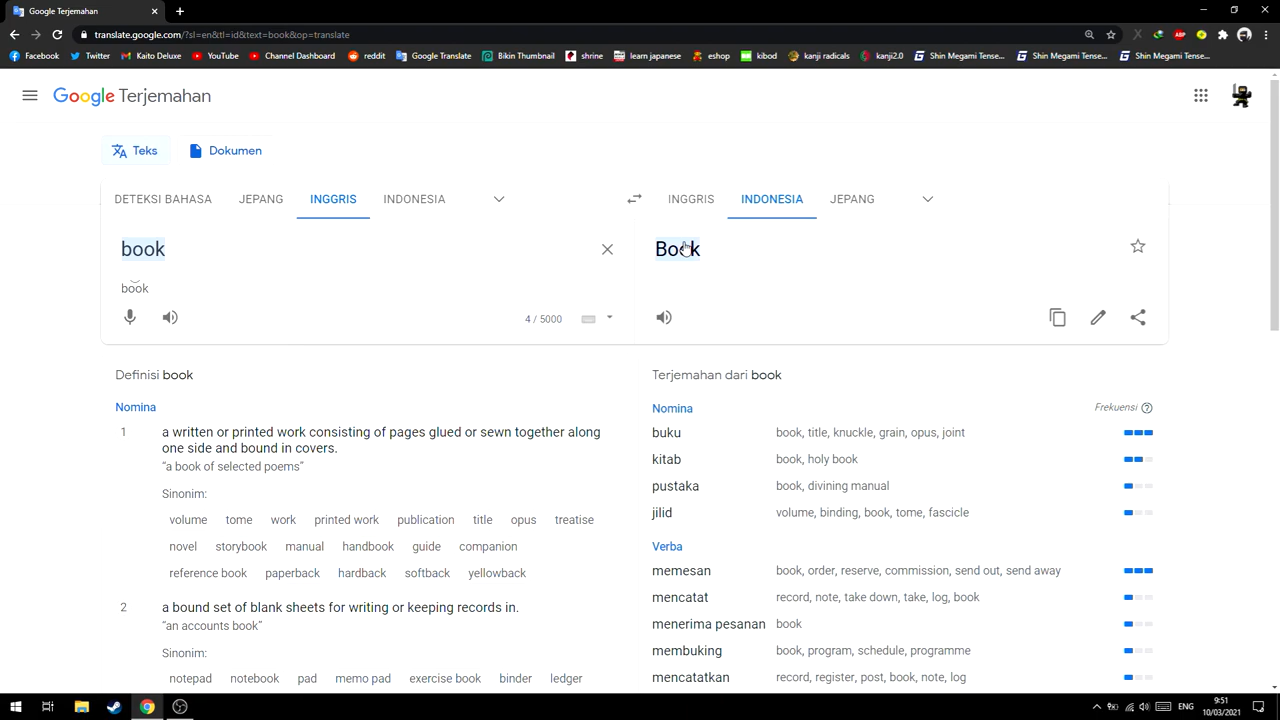 Google Terjemahan
translate.google.com/?sl=en&tl=id&text=book&op=translate
Facebook Twitter Kaito Deluxe YouTube Channel Dashboard reddit Google Translate Bikin Thumbnail shrine learn japanese eshop kibod kanji radicals kanji2.0 Shin Megami Tense... Shin Megami Tense... Shin Megami Tense...
Google Terjemahan
Teks Dokumen
DETEKSI BAHASA JEPANG INGGRIS INDONESIA INGGRIS INDONESIA JEPANG
book Book
bo͝ok
4 / 5000
Definisi book Terjemahan dari book
Nomina
1 a written or printed work consisting of pages glued or sewn together along
one side and bound in covers.
“a book of selected poems”
Sinonim:
volume tome work printed work publication title opus treatise
novel storybook manual handbook guide companion
reference book paperback hardback softback yellowback
2 a bound set of blank sheets for writing or keeping records in.
“an accounts book”
Sinonim:
notepad notebook pad memo pad exercise book binder ledger
Nomina Frekuensi
buku book, title, knuckle, grain, opus, joint
kitab book, holy book
pustaka book, divining manual
jilid volume, binding, book, tome, fascicle
Verba
memesan book, order, reserve, commission, send out, send away
mencatat record, note, take down, take, log, book
menerima pesanan book
membuking book, program, schedule, programme
mencatatkan record, register, post, book, note, log
ENG 9:51
10/03/2021